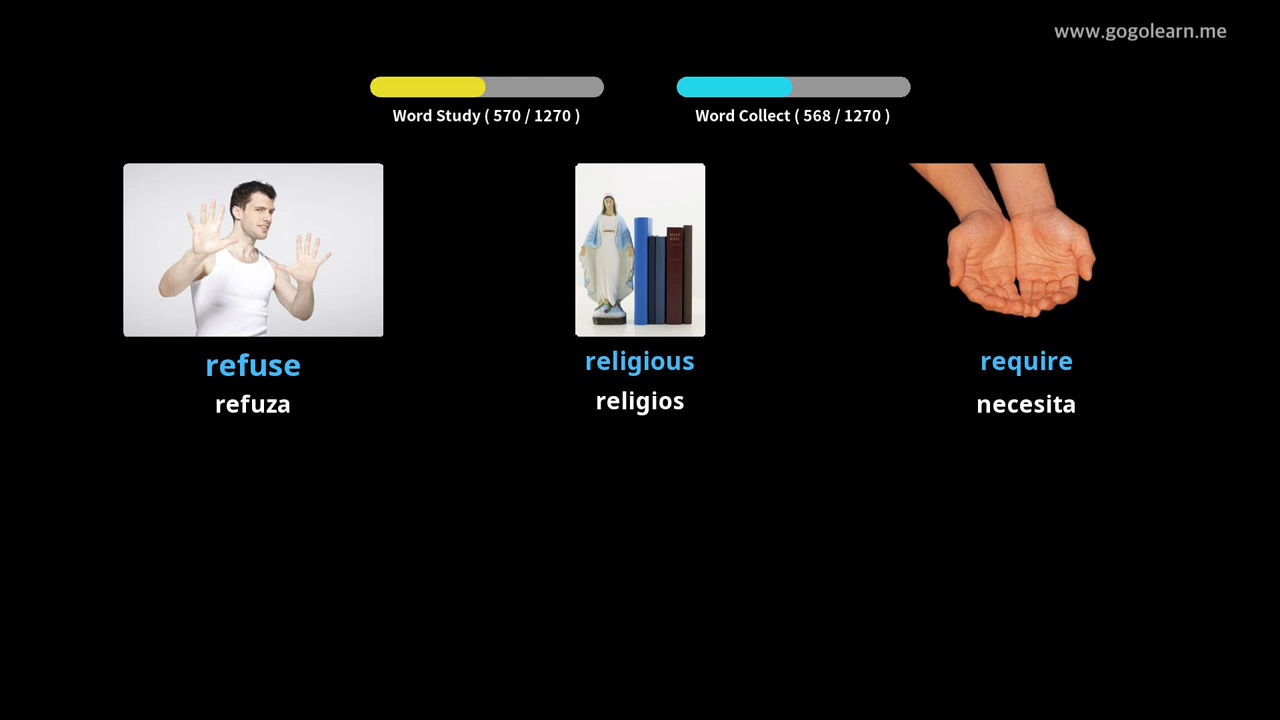 www.gogolearn.me
Word Study ( 570 / 1270 )
Word Collect ( 568 / 1270 )
refuse
refuza
religious
religios
require
necesita